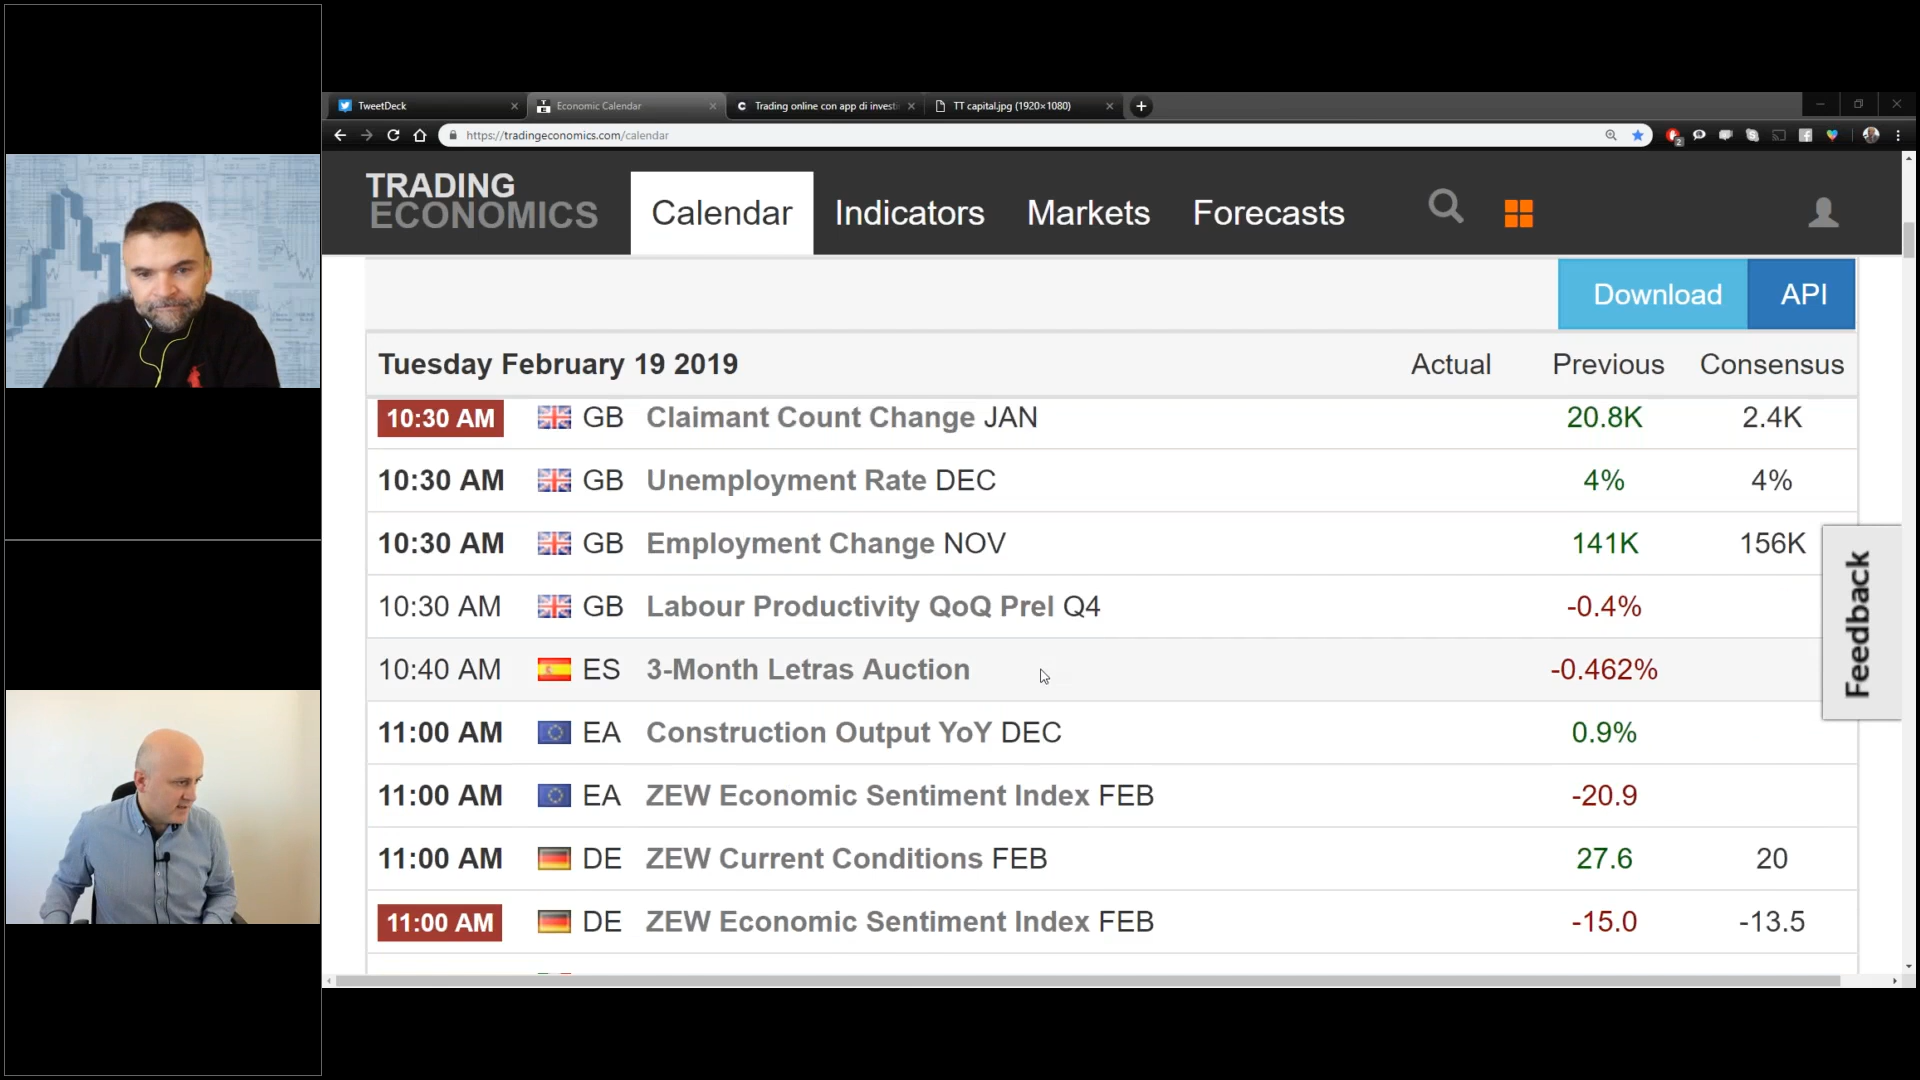 TweetDeck
Economic Calendar
Trading online con app di investi
TT capital.jpg (1920×1080)
https://tradingeconomics.com/calendar
TRADING
ECONOMICS
Calendar
Indicators
Markets
Forecasts
Download
API
Tuesday February 19 2019 Actual Previous Consensus
10:30 AM GB Claimant Count Change JAN 20.8K 2.4K
10:30 AM GB Unemployment Rate DEC 4% 4%
10:30 AM GB Employment Change NOV 141K 156K
10:30 AM GB Labour Productivity QoQ Prel Q4 -0.4%
10:40 AM ES 3-Month Letras Auction -0.462%
11:00 AM EA Construction Output YoY DEC 0.9%
11:00 AM EA ZEW Economic Sentiment Index FEB -20.9
11:00 AM DE ZEW Current Conditions FEB 27.6 20
11:00 AM DE ZEW Economic Sentiment Index FEB -15.0 -13.5
Feedback